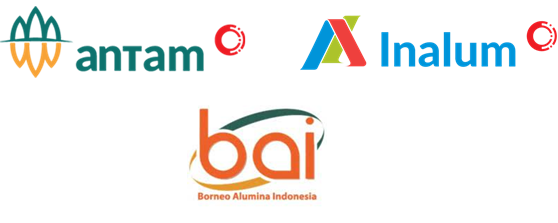 antam
Inalum
bai
Borneo Alumina Indonesia